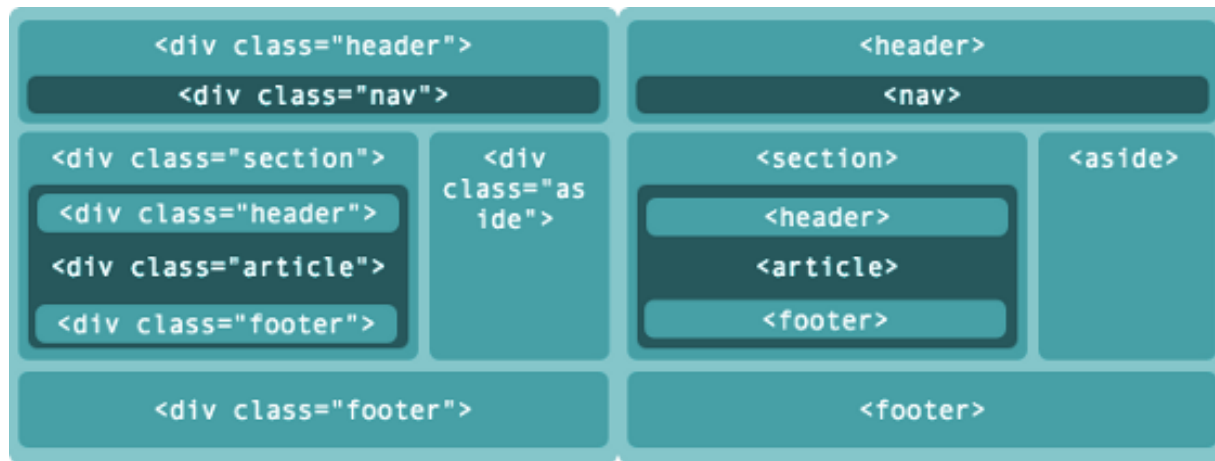 <div class="header">
<div class="nav">
<div class="section">
<div class="header">
<div class="article">
<div class="footer">
<div
class="as
ide">
<div class="footer">
<header>
<nav>
<section>
<header>
<article>
<footer>
<aside>
<footer>